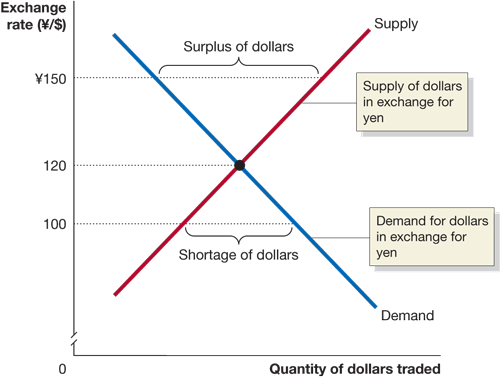 Exchange
rate (¥/$)
Supply
Surplus of dollars
¥150
Supply of dollars
in exchange for
yen
120
100
Demand for dollars
in exchange for
yen
Shortage of dollars
Demand
0
Quantity of dollars traded